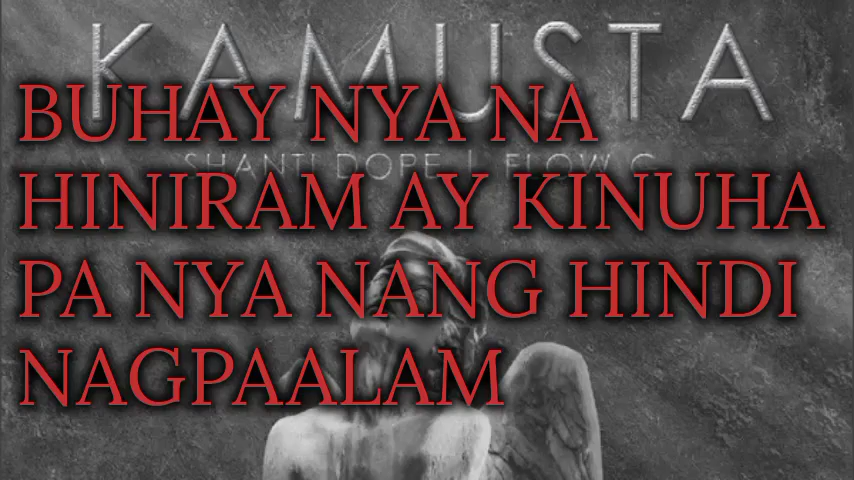 KAMUSTA
SHANTI DOPE | FLOW G
BUHAY NYA NA
HINIRAM AY KINUHA
PA NYA NANG HINDI
NAGPAALAM